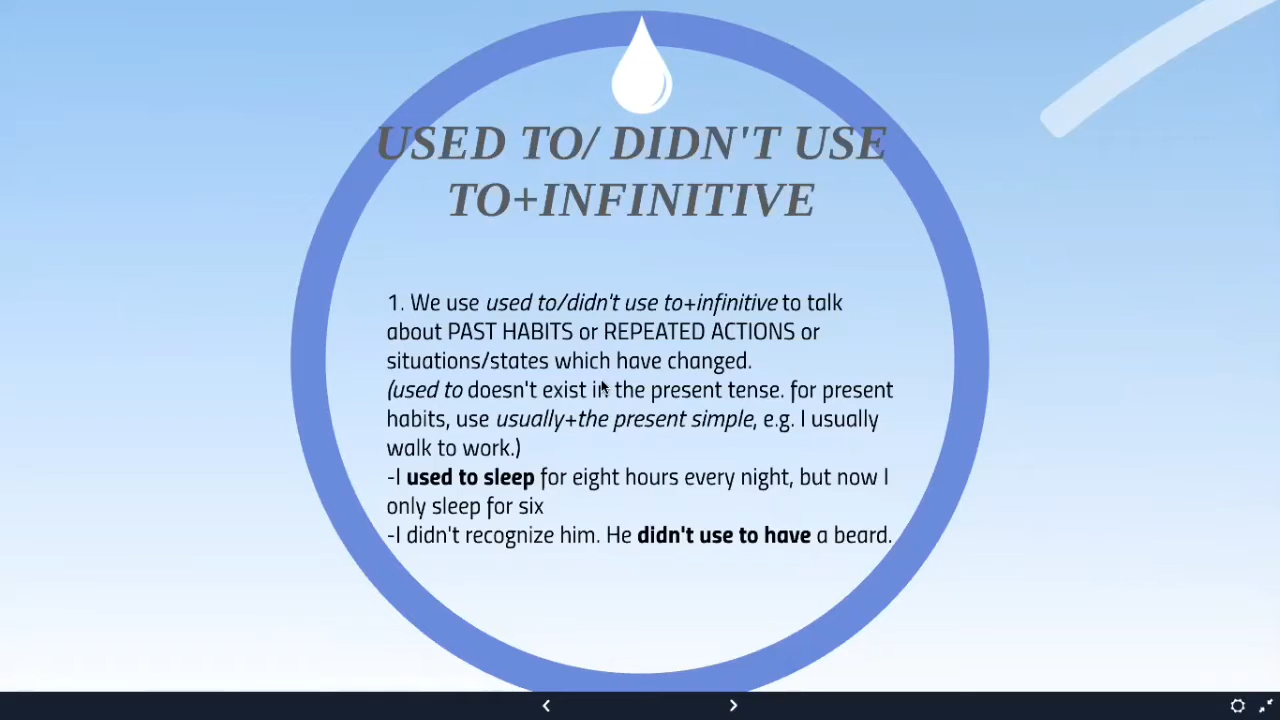 USED TO/ DIDN'T USE
TO+INFINITIVE
1. We use used to/didn't use to+infinitive to talk
about PAST HABITS or REPEATED ACTIONS or
situations/states which have changed.
(used to doesn't exist in the present tense. for present
habits, use usually+the present simple, e.g. I usually
walk to work.)
-I used to sleep for eight hours every night, but now I
only sleep for six
-I didn't recognize him. He didn't use to have a beard.